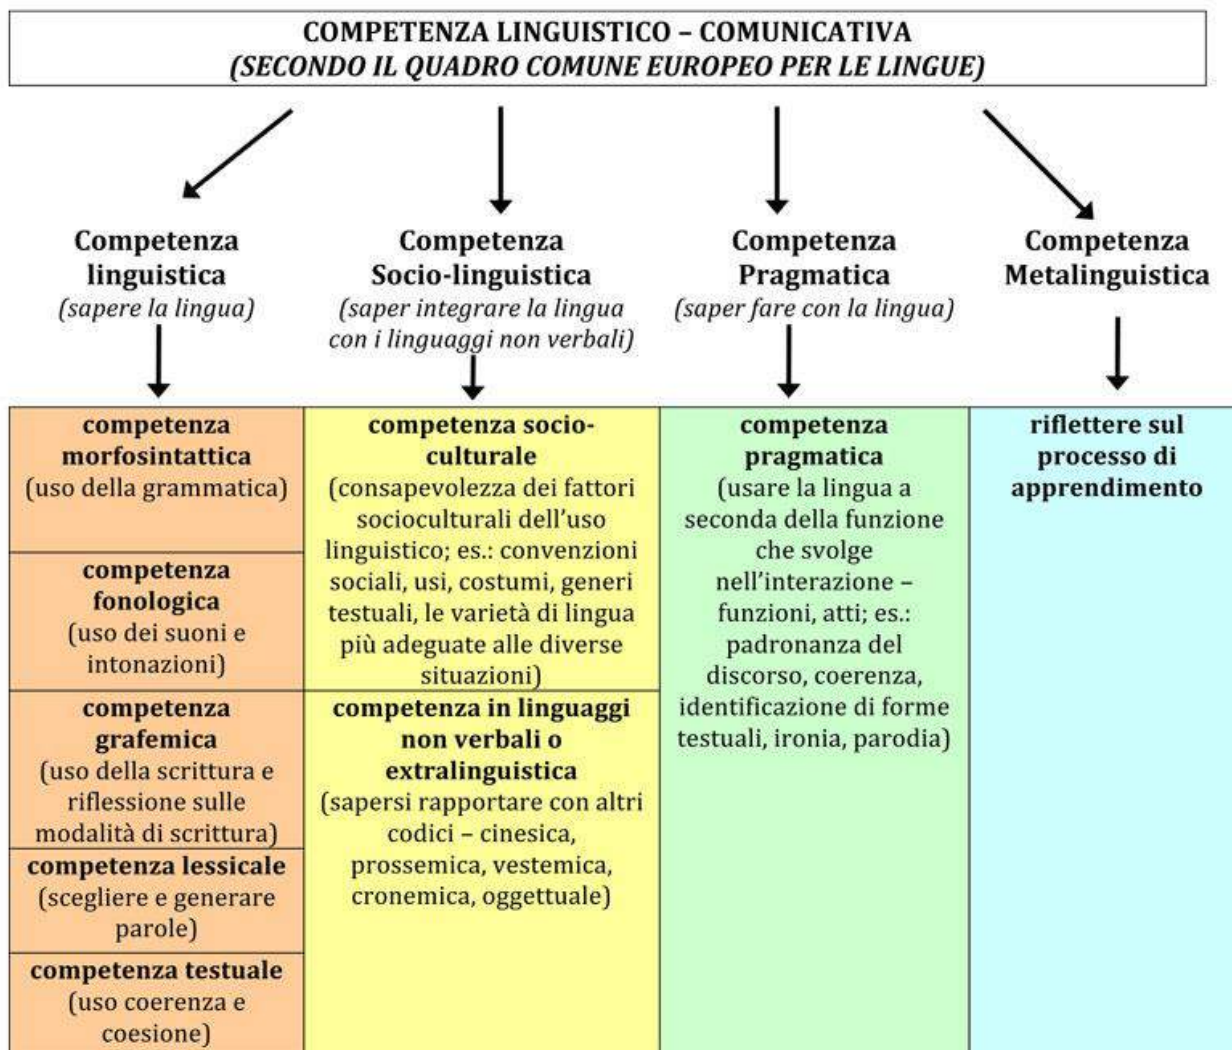 COMPETENZA LINGUISTICO – COMUNICATIVA
(SECONDO IL QUADRO COMUNE EUROPEO PER LE LINGUE)
Competenza
linguistica
(sapere la lingua)
Competenza
Socio-linguistica
(saper integrare la lingua
con i linguaggi non verbali)
Competenza
Pragmatica
(saper fare con la lingua)
Competenza
Metalinguistica
competenza
morfosintattica
(uso della grammatica)
competenza
fonologica
(uso dei suoni e
intonazioni)
competenza
grafemica
(uso della scrittura e
riflessione sulle
modalità di scrittura)
competenza lessicale
(scegliere e generare
parole)
competenza testuale
(uso coerenza e
coesione)
competenza socio-
culturale
(consapevolezza dei fattori
socioculturali dell'uso
linguistico; es.: convenzioni
sociali, usi, costumi, generi
testuali, le varietà di lingua
più adeguate alle diverse
situazioni)
competenza in linguaggi
non verbali o
extralinguistica
(sapersi rapportare con altri
codici – cinesica,
prossemica, vestemica,
cronemica, oggettuale)
competenza
pragmatica
(usare la lingua a
seconda della funzione
che svolge
nell'interazione –
funzioni, atti; es.:
padronanza del
discorso, coerenza,
identificazione di forme
testuali, ironia, parodia)
riflettere sul
processo di
apprendimento